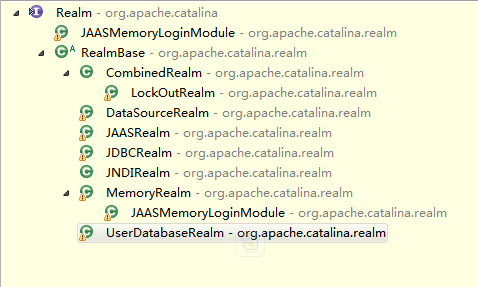 Realm - org.apache.catalina
JAASMemoryLoginModule - org.apache.catalina.realm
RealmBase - org.apache.catalina.realm
CombinedRealm - org.apache.catalina.realm
LockOutRealm - org.apache.catalina.realm
DataSourceRealm - org.apache.catalina.realm
JAASRealm - org.apache.catalina.realm
JDBCRealm - org.apache.catalina.realm
JNDIRealm - org.apache.catalina.realm
MemoryRealm - org.apache.catalina.realm
JAASMemoryLoginModule - org.apache.catalina.realm
UserDatabaseRealm - org.apache.catalina.realm